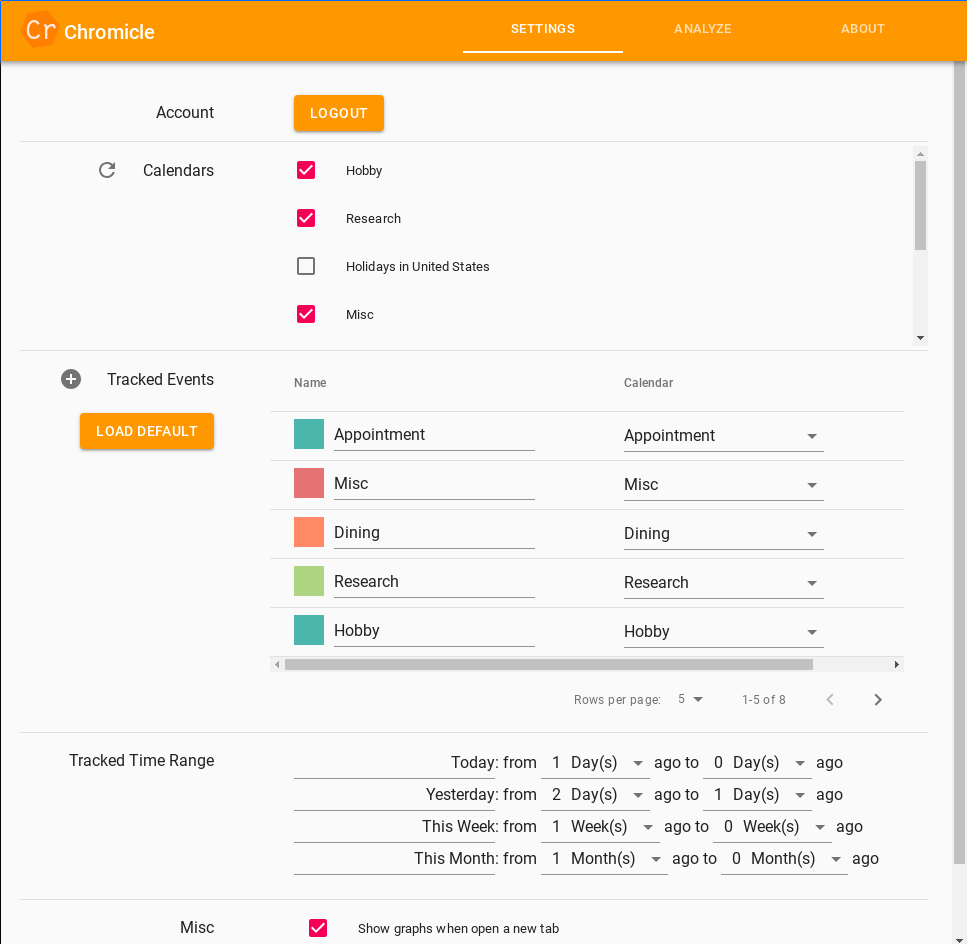 Cr Chromicle SETTINGS ANALYZE ABOUT
Account LOGOUT
Calendars Hobby
Research
Holidays in United States
Misc
Tracked Events Name Calendar
LOAD DEFAULT
Appointment Appointment
Misc Misc
Dining Dining
Research Research
Hobby Hobby
Rows per page: 5 1-5 of 8
Tracked Time Range Today: from 1 Day(s) ago to 0 Day(s) ago
Yesterday: from 2 Day(s) ago to 1 Day(s) ago
This Week: from 1 Week(s) ago to 0 Week(s) ago
This Month: from 1 Month(s) ago to 0 Month(s) ago
Misc Show graphs when open a new tab